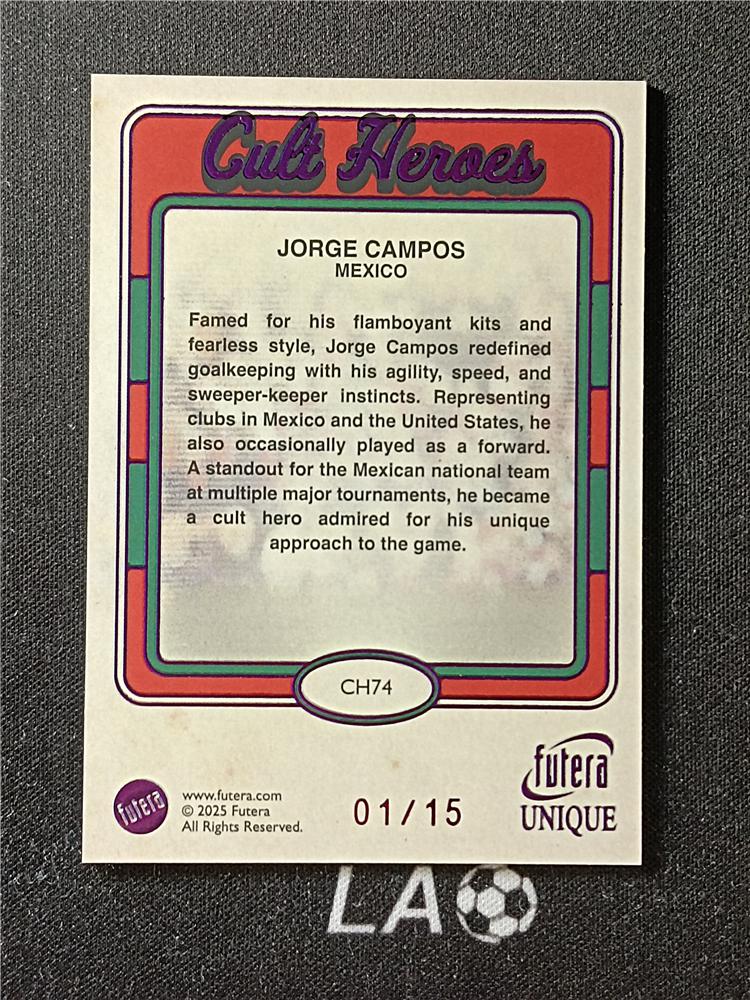 Cult Heroes
JORGE CAMPOS
MEXICO
Famed for his flamboyant kits and
fearless style, Jorge Campos redefined
goalkeeping with his agility, speed, and
sweeper-keeper instincts. Representing
clubs in Mexico and the United States, he
also occasionally played as a forward.
A standout for the Mexican national team
at multiple major tournaments, he became
a cult hero admired for his unique
approach to the game.
CH74
futera
www.futera.com
© 2025 Futera
All Rights Reserved.
01/15
futera
UNIQUE
LA